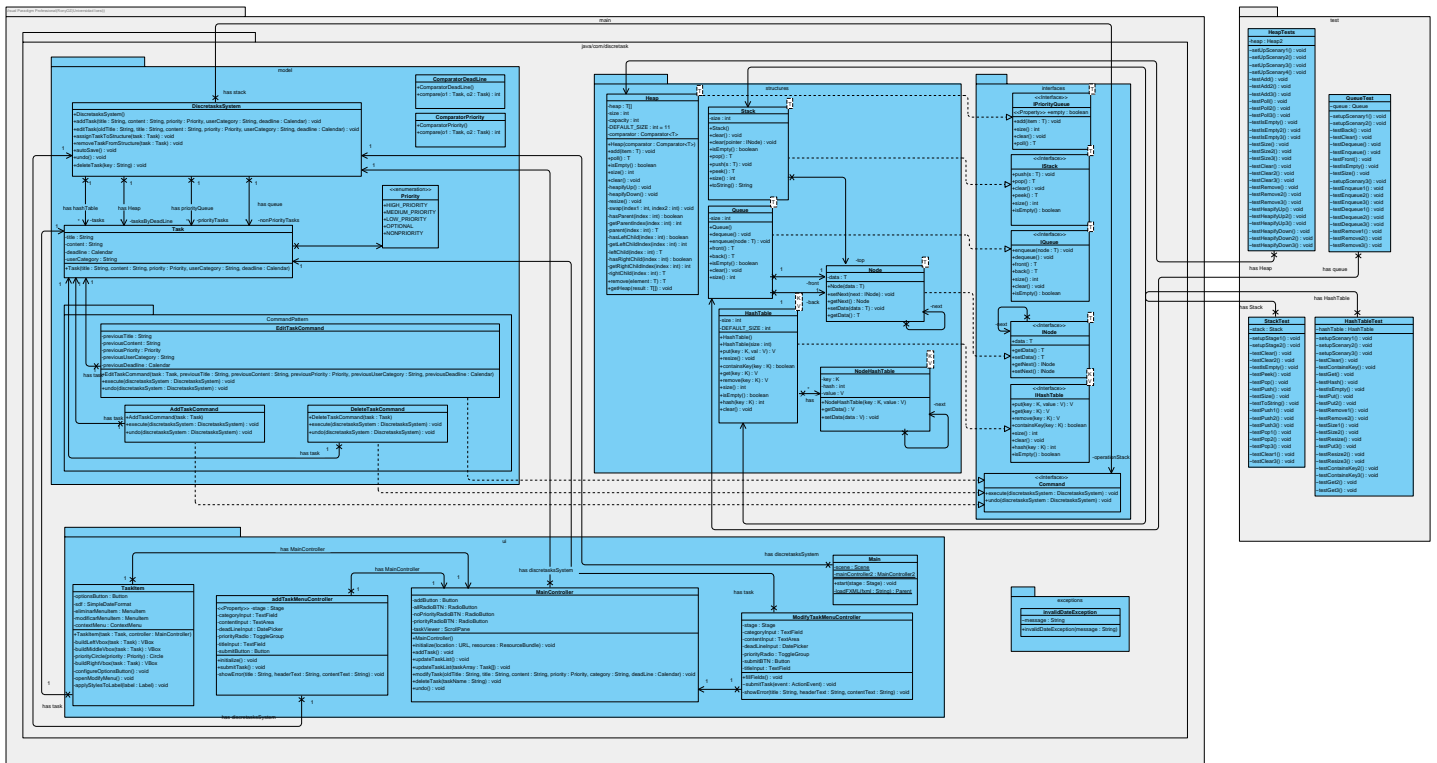 main
java/com/discretask
model
ComparatorDeadLine
+ComparatorDeadLine()
+compare(o1 : Task, o2 : Task) : int
ComparatorPriority
+ComparatorPriority()
+compare(o1 : Task, o2 : Task) : int
has stack
DiscretasksSystem
+DiscretasksSystem()
+addTask(title : String, content : String, priority : Priority, userCategory : String, deadline : Calendar) : void
+editTask(oldTitle : String, title : String, content : String, priority : Priority, userCategory : String, deadline : Calendar) : void
+assignTaskToStructure(task : Task) : void
+removeTaskFromStructure(task : Task) : void
+autoSave() : void
+undo() : void
+deleteTask(key : String) : void
has hashTable
has Heap
has priorityQueue
has queue
-tasks
-tasksByDeadLine
-priorityTasks
-nonPriorityTasks
<<enumeration>>
Priority
+HIGH_PRIORITY
+MEDIUM_PRIORITY
+LOW_PRIORITY
+OPTIONAL
+NONPRIORITY
Task
-title : String
-content : String
-deadline : Calendar
-userCategory : String
+Task(title : String, content : String, priority : Priority, userCategory : String, deadline : Calendar)
CommandPattern
EditTaskCommand
-previousTitle : String
-previousContent : String
-previousPriority : Priority
-previousUserCategory : String
-previousDeadline : Calendar
+EditTaskCommand(task : Task, previousTitle : String, previousContent : String, previousPriority : Priority, previousUserCategory : String, previousDeadline : Calendar)
+execute(discretasksSystem : DiscretasksSystem) : void
+undo(discretasksSystem : DiscretasksSystem) : void
has task
AddTaskCommand
+AddTaskCommand(task : Task)
+execute(discretasksSystem : DiscretasksSystem) : void
+undo(discretasksSystem : DiscretasksSystem) : void
has task
DeleteTaskCommand
+DeleteTaskCommand(task : Task)
+execute(discretasksSystem : DiscretasksSystem) : void
+undo(discretasksSystem : DiscretasksSystem) : void
has task
structures
Heap
-heap : T[]
-size : int
-capacity : int
-DEFAULT_SIZE : int = 11
-comparator : Comparator<T>
+Heap(comparator : Comparator<T>)
+add(item : T) : void
+poll() : T
+isEmpty() : boolean
+size() : int
+clear() : void
-heapifyUp() : void
-heapifyDown() : void
-resize() : void
-swap(index1 : int, index2 : int) : void
-hasParent(index : int) : boolean
-getParentIndex(index : int) : int
-parent(index : int) : T
-hasLeftChild(index : int) : boolean
-getLeftChildIndex(index : int) : int
-leftChild(index : int) : T
-hasRightChild(index : int) : boolean
-getRightChildIndex(index : int) : int
-rightChild(index : int) : T
+remove(element : T) : T
+getHeap(result : T[]) : T[]
Stack
-size : int
+Stack()
+clear() : void
-clear(pointer : INode) : void
+isEmpty() : boolean
+pop() : T
+push(s : T) : void
+peek() : T
+size() : int
+toString() : String
Queue
-size : int
+Queue()
+dequeue() : void
+enqueue(node : T) : void
+front() : T
+back() : T
+isEmpty() : boolean
+clear() : void
+size() : int
-top
-front
-back
Node
-data : T
+Node(data : T)
+setNext(next : INode) : void
+getNext() : Node
+setData(data : T) : void
+getData() : T
-next
HashTable
-size : int
-DEFAULT_SIZE : int
+HashTable()
+HashTable(size : int)
+put(key : K, val : V) : V
+resize() : void
+containsKey(key : K) : boolean
+get(key : K) : V
+remove(key : K) : V
+size() : int
+isEmpty() : boolean
+hash(key : K) : int
+clear() : void
has
NodeHashTable
-key : K
-hash : int
-value : V
+NodeHashTable(key : K, value : V)
+getData() : V
+setData(data : V) : void
-next
interfaces
<<Interface>>
IPriorityQueue
<<Property>> +empty : boolean
+add(item : T) : void
+size() : int
+clear() : void
+poll() : T
<<Interface>>
IStack
+push(s : T) : void
+pop() : T
+clear() : void
+peek() : T
+size() : int
+isEmpty() : boolean
<<Interface>>
IQueue
+enqueue(node : T) : void
+dequeue() : void
+front() : T
+back() : T
+size() : int
+clear() : void
+isEmpty() : boolean
-next
<<Interface>>
INode
+data : T
+getData() : T
+setData() : T
+getNext() : INode
+setNext() : INode
<<Interface>>
IHashTable
+put(key : K, value : V) : V
+get(key : K) : V
+remove(key : K) : V
+containsKey(key : K) : boolean
+size() : int
+clear() : void
+hash(key : K) : int
+isEmpty() : boolean
-operationStack
<<Interface>>
Command
+execute(discretasksSystem : DiscretasksSystem) : void
+undo(discretasksSystem : DiscretasksSystem) : void
ui
has MainController
has MainController
has discretasksSystem
has discretasksSystem
TaskItem
-optionsButton : Button
-sdf : SimpleDateFormat
-eliminarMenuItem : MenuItem
-modificarMenuItem : MenuItem
-contextMenu : ContextMenu
+TaskItem(task : Task, controller : MainController)
-buildLeftVbox(task : Task) : VBox
-buildMiddleVbox(task : Task) : VBox
-priorityCircle(priority : Priority) : Circle
-buildRightVbox(task : Task) : VBox
-configureOptionsButton() : void
-openModifyMenu() : void
-applyStylesToLabel(label : Label) : void
has task
addTaskMenuController
<<Property>> -stage : Stage
-categoryInput : TextField
-contentInput : TextArea
-deadLineInput : DatePicker
-priorityRadio : ToggleGroup
-titleInput : TextField
-submitButton : Button
+initialize() : void
+submitTask() : void
-showError(title : String, headerText : String, contentText : String) : void
has discretasksSystem
MainController
-addButton : Button
-allRadioBTN : RadioButton
-noPriorityRadioBTN : RadioButton
-priorityRadioBTN : RadioButton
-taskViewer : ScrollPane
+MainController()
+initialize(location : URL, resources : ResourceBundle) : void
+addTask() : void
+updateTaskList() : void
+updateTaskList(taskArray : Task[]) : void
+modifyTask(oldTitle : String, title : String, content : String, priority : Priority, category : String, deadLine : Calendar) : void
+deleteTask(taskName : String) : void
+undo() : void
Main
-scene : Scene
-mainController2 : MainController2
+start(stage : Stage) : void
-loadFXML(fxml : String) : Parent
has task
ModifyTaskMenuController
-stage : Stage
-categoryInput : TextField
-contentInput : TextArea
-deadLineInput : DatePicker
-priorityRadio : ToggleGroup
-submitBTN : Button
-titleInput : TextField
+fillFields() : void
~submitTask(event : ActionEvent) : void
-showError(title : String, headerText : String, contentText : String) : void
exceptions
InvalidDateException
-message : String
+invalidDateException(message : String)
test
HeapTests
-heap : Heap2
~setUpScenary1() : void
~setUpScenary2() : void
~setUpScenary3() : void
~setUpScenary4() : void
~testAdd() : void
~testAdd2() : void
~testAdd3() : void
~testPoll() : void
~testPoll2() : void
~testPoll3() : void
~testIsEmpty() : void
~testIsEmpty2() : void
~testIsEmpty3() : void
~testSize() : void
~testSize2() : void
~testSize3() : void
~testClear() : void
~testClear2() : void
~testClear3() : void
~testRemove() : void
~testRemove2() : void
~testRemove3() : void
~testHeapifyUp() : void
~testHeapifyUp2() : void
~testHeapifyUp3() : void
~testHeapifyDown() : void
~testHeapifyDown2() : void
~testHeapifyDown3() : void
has Heap
QueueTest
-queue : Queue
~setupScenary1() : void
~setupScenary2() : void
~testBack() : void
~testClear() : void
~testDequeue() : void
~testEnqueue() : void
~testFront() : void
~testIsEmpty() : void
~testSize() : void
~setupScenary3() : void
~testEnqueue1() : void
~testEnqueue2() : void
~testEnqueue3() : void
~testDequeue1() : void
~testDequeue2() : void
~testDequeue3() : void
~testRemove1() : void
~testRemove2() : void
~testRemove3() : void
has queue
has Stack
StackTest
-stack : Stack
~setupStage1() : void
~setupStage2() : void
~testClear() : void
~testClear2() : void
~testIsEmpty() : void
~testPeek() : void
~testPop() : void
~testPush() : void
~testSize() : void
~testToString() : void
~testPush1() : void
~testPush2() : void
~testPush3() : void
~testPop1() : void
~testPop2() : void
~testPop3() : void
~testClear1() : void
~testClear3() : void
has HashTable
HashTableTest
-hashTable : HashTable
~setupScenary1() : void
~setupScenary2() : void
~setupScenary3() : void
~testClear() : void
~testContainsKey() : void
~testGet() : void
~testHash() : void
~testIsEmpty() : void
~testPut() : void
~testPut2() : void
~testRemove1() : void
~testRemove2() : void
~testSize1() : void
~testSize2() : void
~testResize() : void
~testPut3() : void
~testResize2() : void
~testResize3() : void
~testContainsKey2() : void
~testContainsKey3() : void
~testGet2() : void
~testGet3() : void